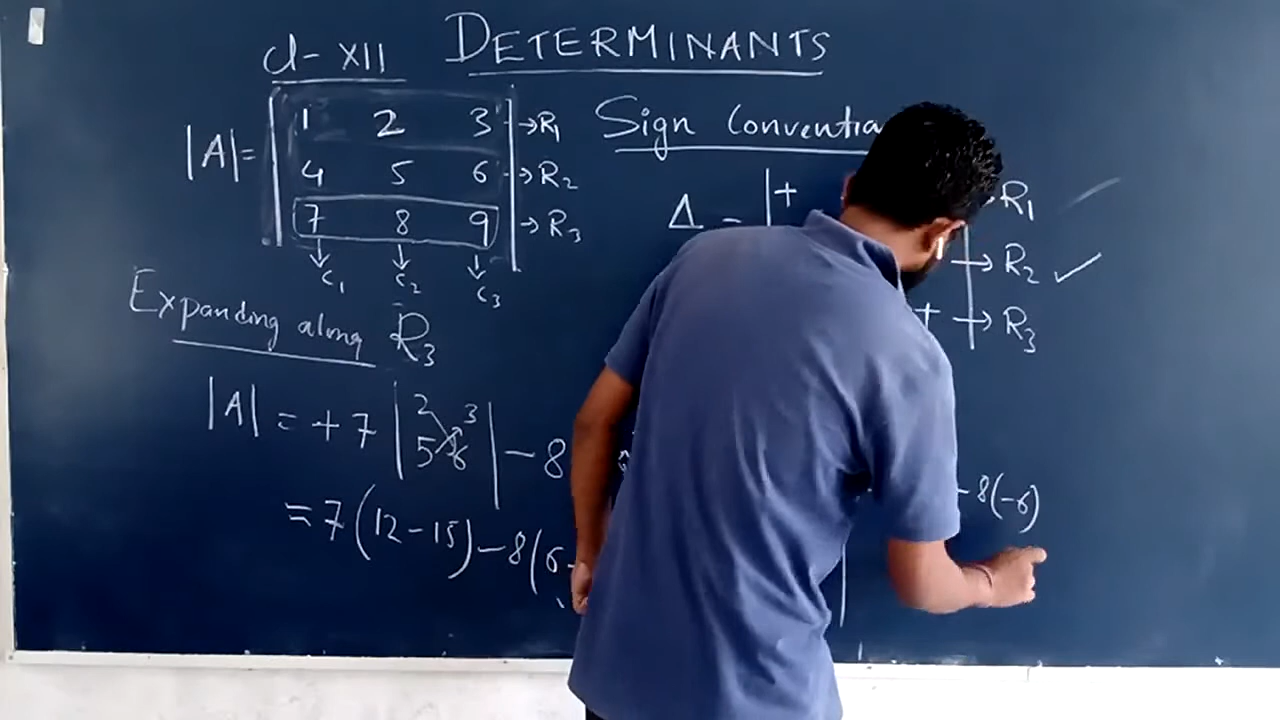 cl- XII DETERMINANTS
|A|= | 1 2 3 | → R1
4 5 6 → R2
7 8 9 → R3
↓ ↓ ↓
C1 C2 C3
Sign
Δ = | +
→ R1
→ R2 ✓
+ → R3
Expanding along R3
|A| = +7 | 2 3
5 6 | - 8
= 7(12-15) - 8(6-
- 8(-6)